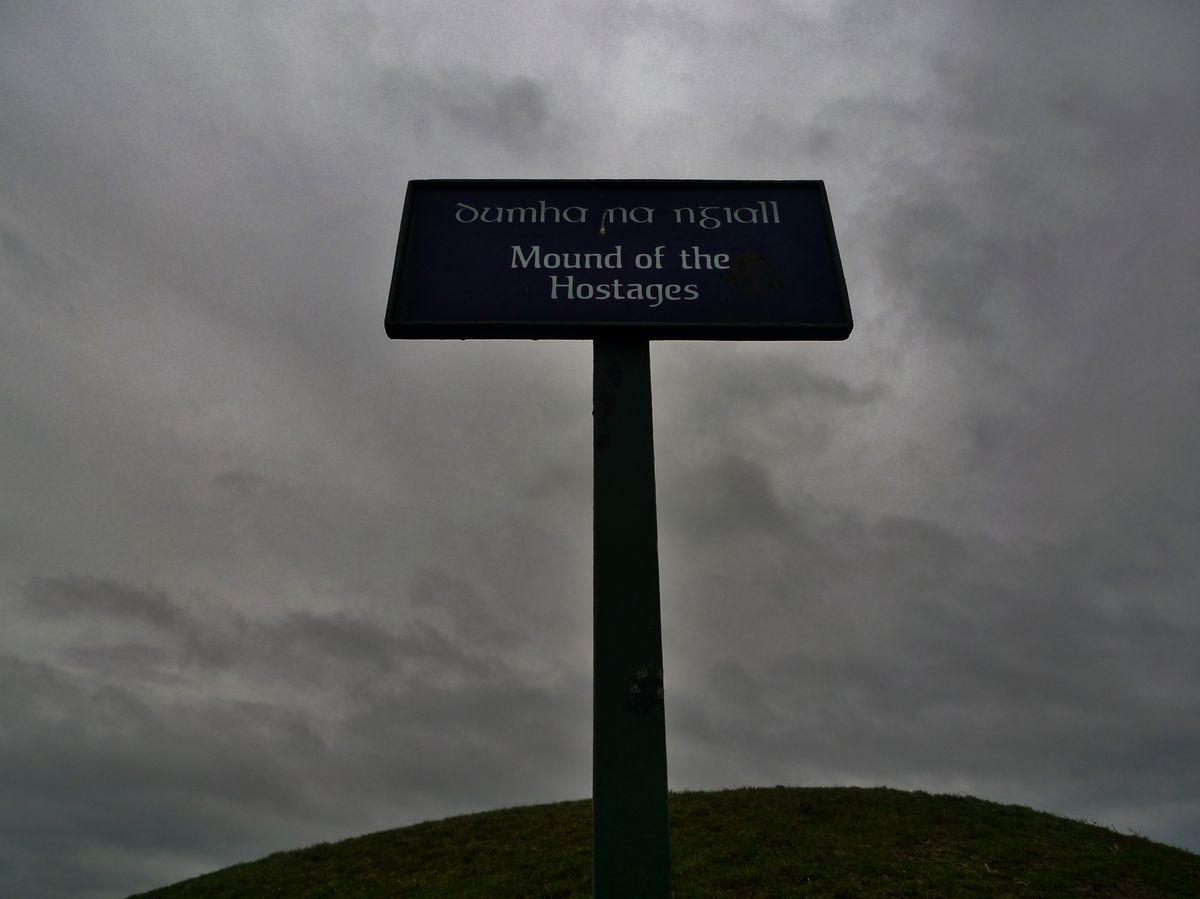 dumha na ngiall
Mound of the
Hostages